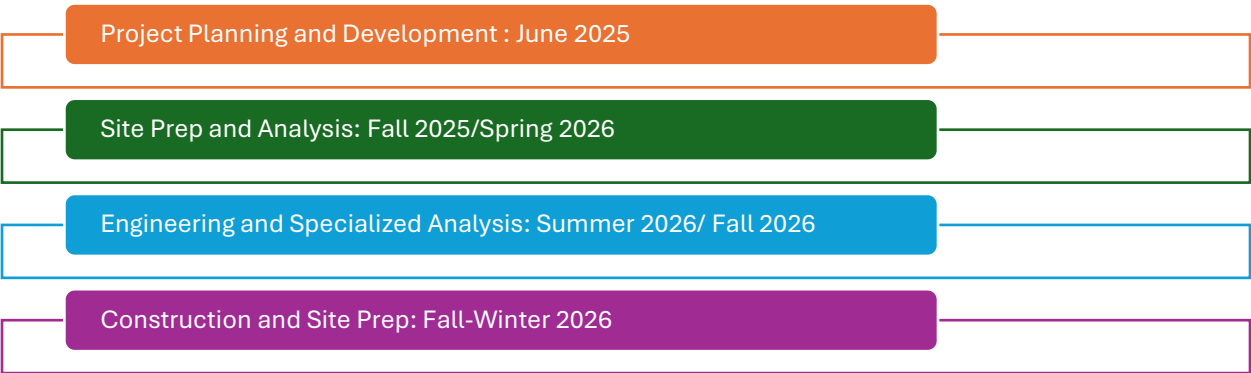 Project Planning and Development : June 2025
Site Prep and Analysis: Fall 2025/Spring 2026
Engineering and Specialized Analysis: Summer 2026/ Fall 2026
Construction and Site Prep: Fall-Winter 2026